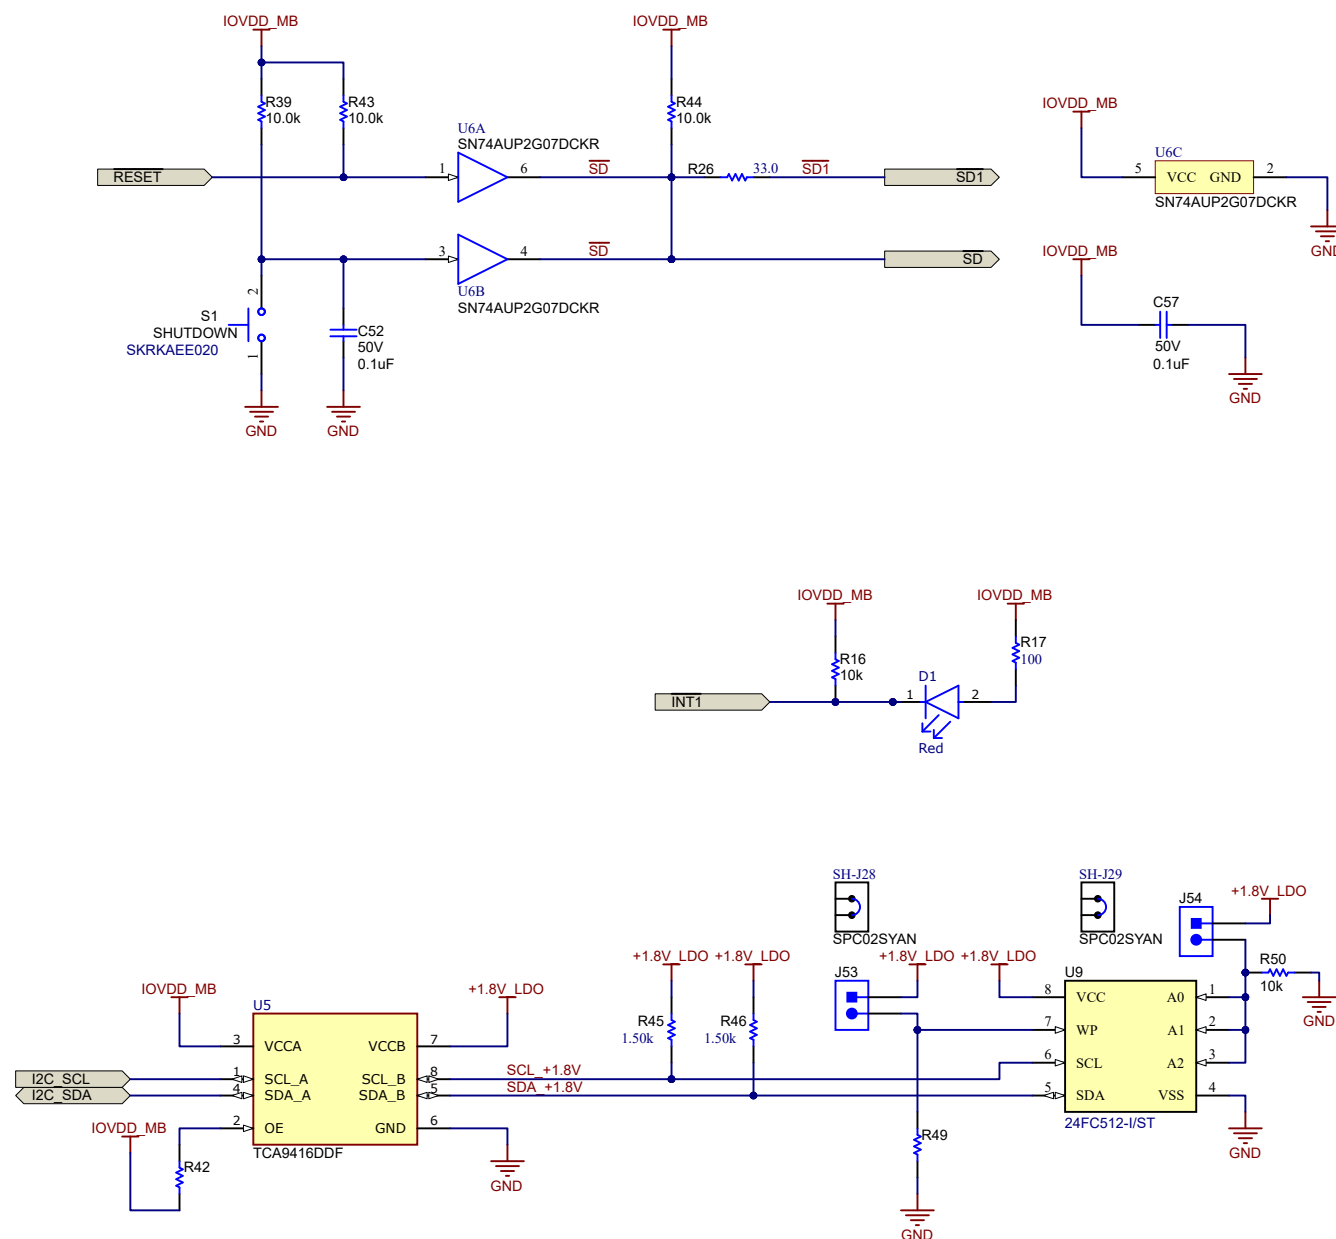 IOVDD_MB
IOVDD_MB
R39
10.0k
R43
10.0k
R44
10.0k
IOVDD_MB
U6A
SN74AUP2G07DCKR
U6C
RESET
1
6
SD
R26
33.0
SD1
SD1
5
VCC
GND
2
SN74AUP2G07DCKR
GND
3
4
SD
SD
IOVDD_MB
U6B
SN74AUP2G07DCKR
2
S1
SHUTDOWN
SKRKAEE020
1
C52
50V
0.1uF
C57
50V
0.1uF
GND
GND
GND
IOVDD_MB
IOVDD_MB
R16
10k
R17
100
D1
INT1
1
2
Red
SH-J28
SPC02SYAN
SH-J29
SPC02SYAN
J54
+1.8V_LDO
+1.8V_LDO
+1.8V_LDO
+1.8V_LDO
+1.8V_LDO
R50
10k
GND
IOVDD_MB
U5
+1.8V_LDO
R45
1.50k
R46
1.50k
J53
U9
8
VCC
A0
1
7
WP
A1
2
6
SCL
A2
3
5
SDA
VSS
4
24FC512-I/ST
GND
3
VCCA
VCCB
7
I2C_SCL
1
SCL_A
SCL_B
8
SCL_+1.8V
I2C_SDA
4
SDA_A
SDA_B
5
SDA_+1.8V
IOVDD_MB
2
OE
GND
6
TCA9416DDF
R42
GND
R49
GND